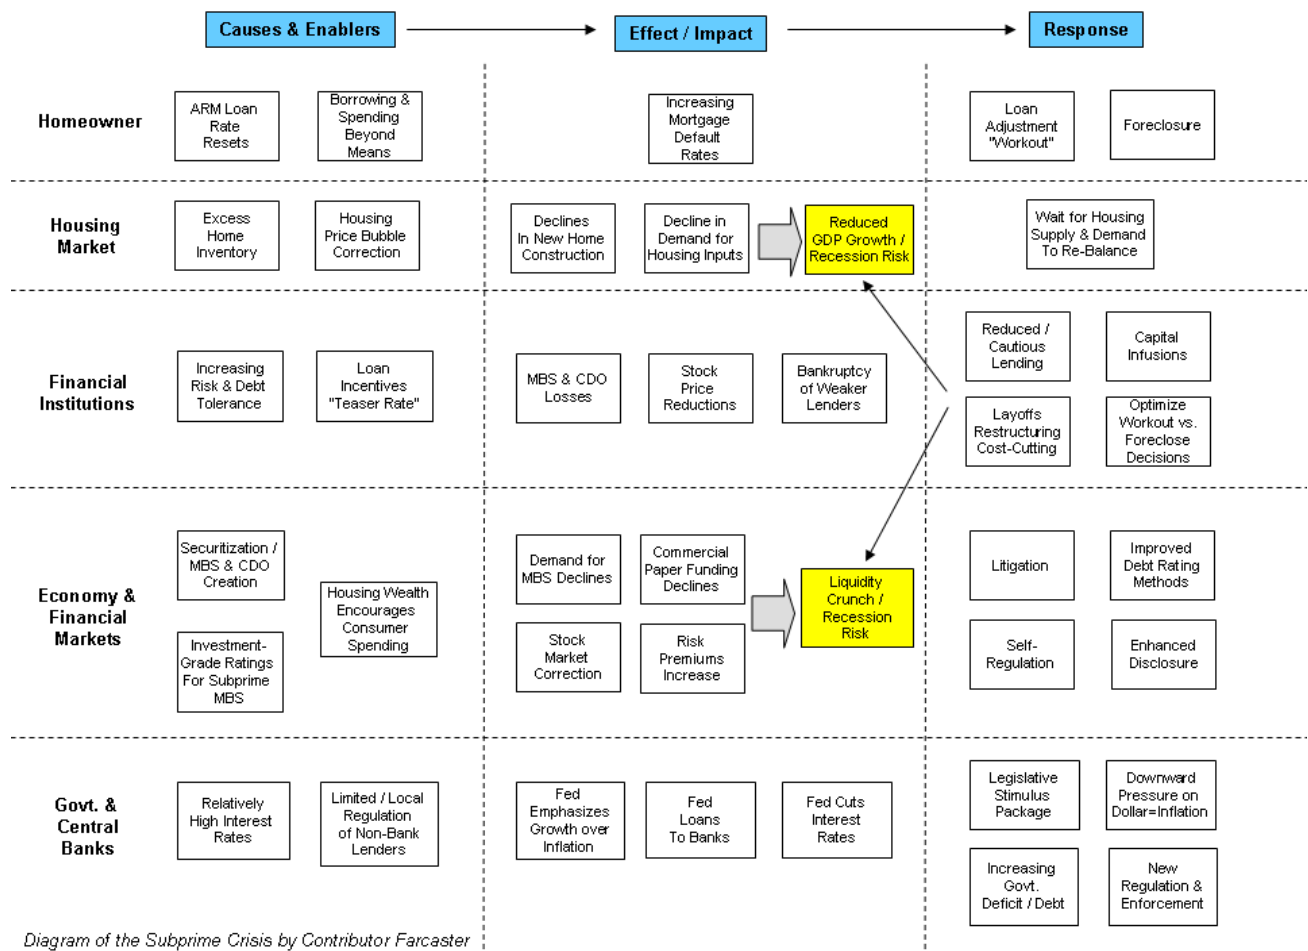 Causes & Enablers
Effect / Impact
Response
Homeowner
ARM Loan
Rate
Resets
Borrowing &
Spending
Beyond
Means
Increasing
Mortgage
Default
Rates
Loan
Adjustment
"Workout"
Foreclosure
Housing
Market
Excess
Home
Inventory
Housing
Price Bubble
Correction
Declines
In New Home
Construction
Decline in
Demand for
Housing Inputs
Reduced
GDP Growth /
Recession Risk
Wait for Housing
Supply & Demand
To Re-Balance
Financial
Institutions
Increasing
Risk & Debt
Tolerance
Loan
Incentives
"Teaser Rate"
MBS & CDO
Losses
Stock
Price
Reductions
Bankruptcy
of Weaker
Lenders
Reduced /
Cautious
Lending
Capital
Infusions
Layoffs
Restructuring
Cost-Cutting
Optimize
Workout vs.
Foreclose
Decisions
Economy &
Financial
Markets
Securitization /
MBS & CDO
Creation
Housing Wealth
Encourages
Consumer
Spending
Investment-
Grade Ratings
For Subprime
MBS
Demand for
MBS Declines
Commercial
Paper Funding
Declines
Stock
Market
Correction
Risk
Premiums
Increase
Liquidity
Crunch /
Recession
Risk
Litigation
Improved
Debt Rating
Methods
Self-
Regulation
Enhanced
Disclosure
Govt. &
Central
Banks
Relatively
High Interest
Rates
Limited / Local
Regulation
of Non-Bank
Lenders
Fed
Emphasizes
Growth over
Inflation
Fed
Loans
To Banks
Fed Cuts
Interest
Rates
Legislative
Stimulus
Package
Downward
Pressure on
Dollar=Inflation
Increasing
Govt.
Deficit / Debt
New
Regulation &
Enforcement
Diagram of the Subprime Crisis by Contributor Farcaster